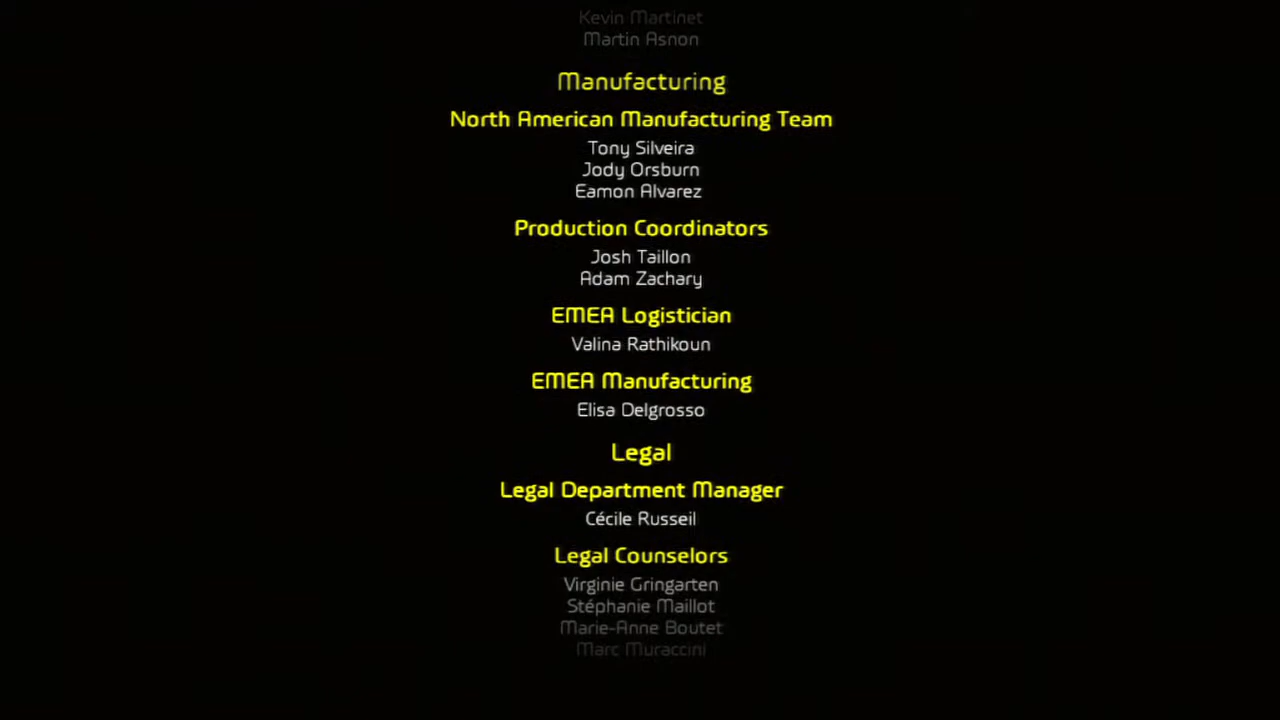 Kevin Martinet
Martin Asnon
Manufacturing
North American Manufacturing Team
Tony Silveira
Jody Orsburn
Eamon Alvarez
Production Coordinators
Josh Taillon
Adam Zachary
EMEA Logistician
Valina Rathikoun
EMEA Manufacturing
Elisa Delgrosso
Legal
Legal Department Manager
Cécile Russeil
Legal Counselors
Virginie Gringarten
Stéphanie Maillot
Marie-Anne Boutet
Marc Muraccini